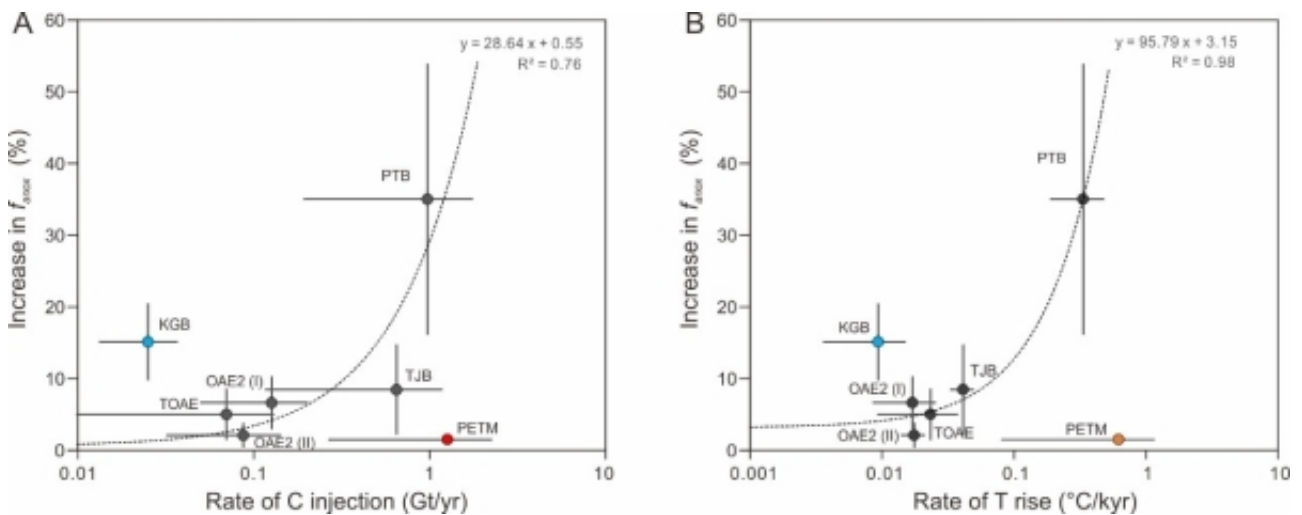 A
60
50
40
30
20
10
0
Increase in fanox (%)
y = 28.64 x + 0.55
R² = 0.76
PTB
KGB
OAE2 (I)
TJB
TOAE
OAE2 (II)
PETM
0.01
0.1
1
10
Rate of C injection (Gt/yr)
B
60
50
40
30
20
10
0
Increase in fanox (%)
y = 95.79 x + 3.15
R² = 0.98
PTB
KGB
TJB
OAE2 (I)
OAE2 (II)
TOAE
PETM
0.001
0.01
0.1
1
10
Rate of T rise (°C/kyr)